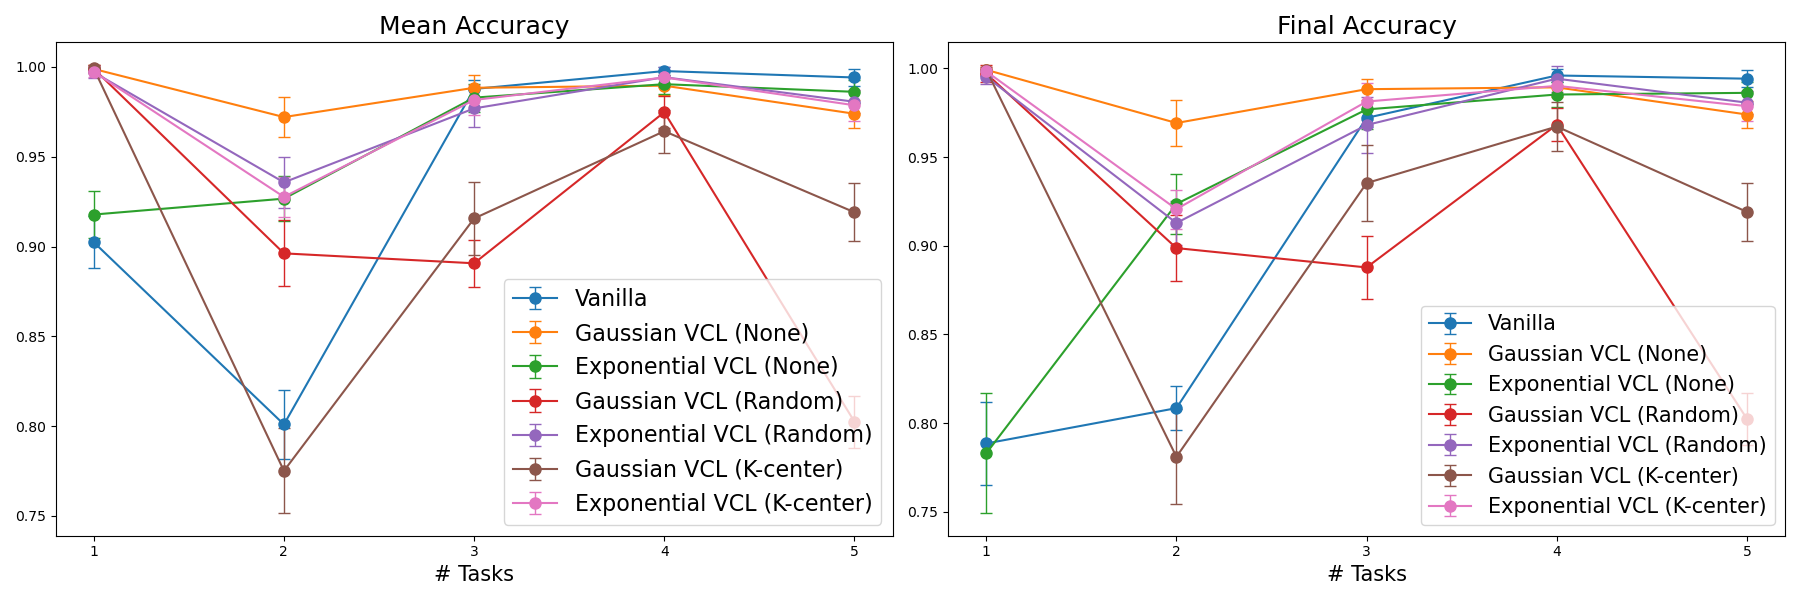 Mean Accuracy
1.00
0.95
0.90
0.85
0.80
0.75
1 2 3 4 5
# Tasks
Vanilla
Gaussian VCL (None)
Exponential VCL (None)
Gaussian VCL (Random)
Exponential VCL (Random)
Gaussian VCL (K-center)
Exponential VCL (K-center)
Final Accuracy
1.00
0.95
0.90
0.85
0.80
0.75
1 2 3 4 5
# Tasks
Vanilla
Gaussian VCL (None)
Exponential VCL (None)
Gaussian VCL (Random)
Exponential VCL (Random)
Gaussian VCL (K-center)
Exponential VCL (K-center)